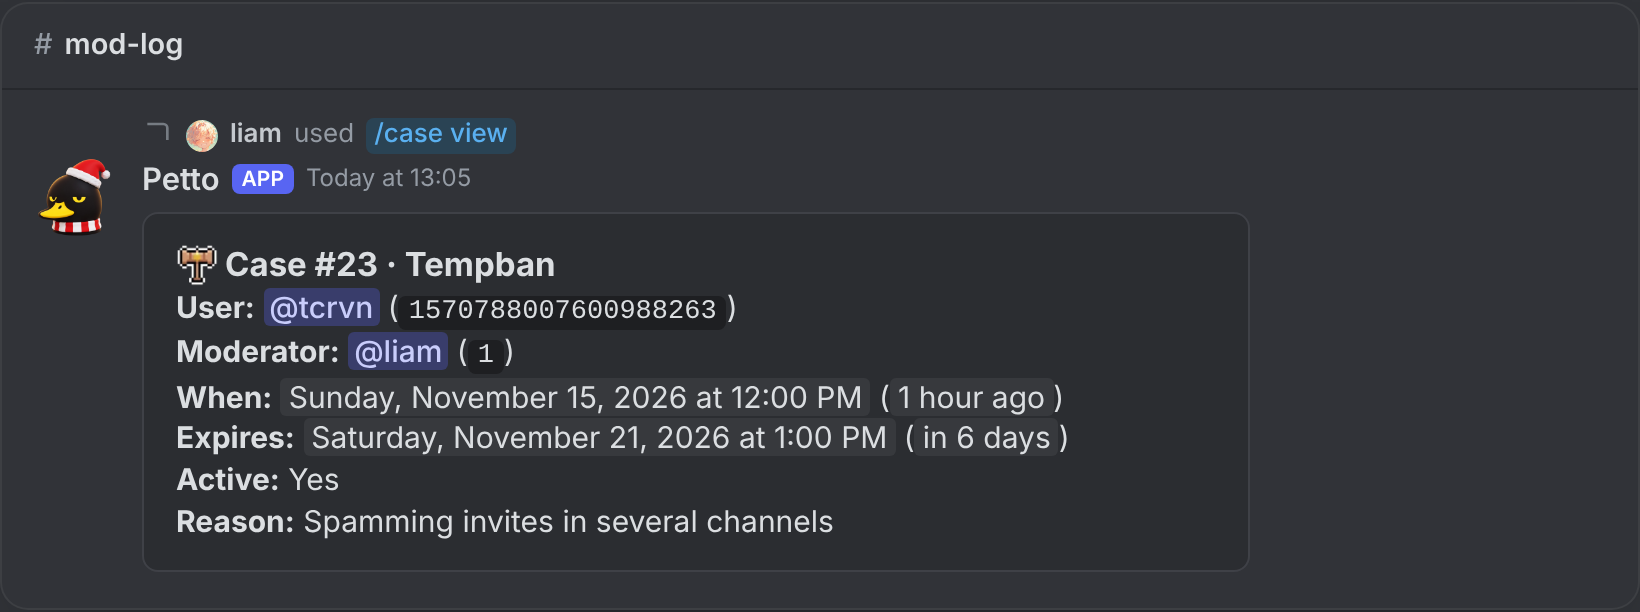 # mod-log
liam used /case view
Petto APP Today at 13:05
Case #23 · Tempban
User: @tcrvn (1570788007600988263)
Moderator: @liam (1)
When: Sunday, November 15, 2026 at 12:00 PM (1 hour ago)
Expires: Saturday, November 21, 2026 at 1:00 PM (in 6 days)
Active: Yes
Reason: Spamming invites in several channels